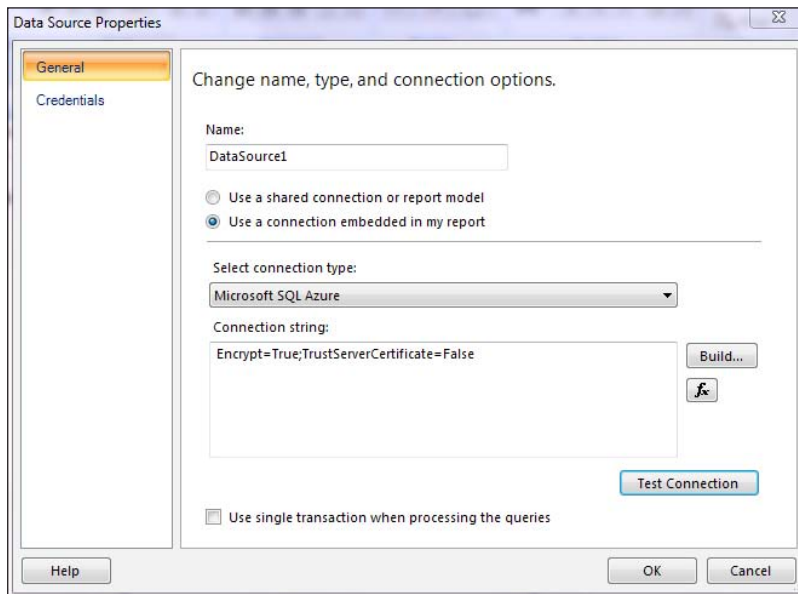 Data Source Properties
General
Credentials
Change name, type, and connection options.
Name:
DataSource1
Use a shared connection or report model
Use a connection embedded in my report
Select connection type:
Microsoft SQL Azure
Connection string:
Encrypt=True;TrustServerCertificate=False
Build...
fx
Test Connection
Use single transaction when processing the queries
Help
OK
Cancel